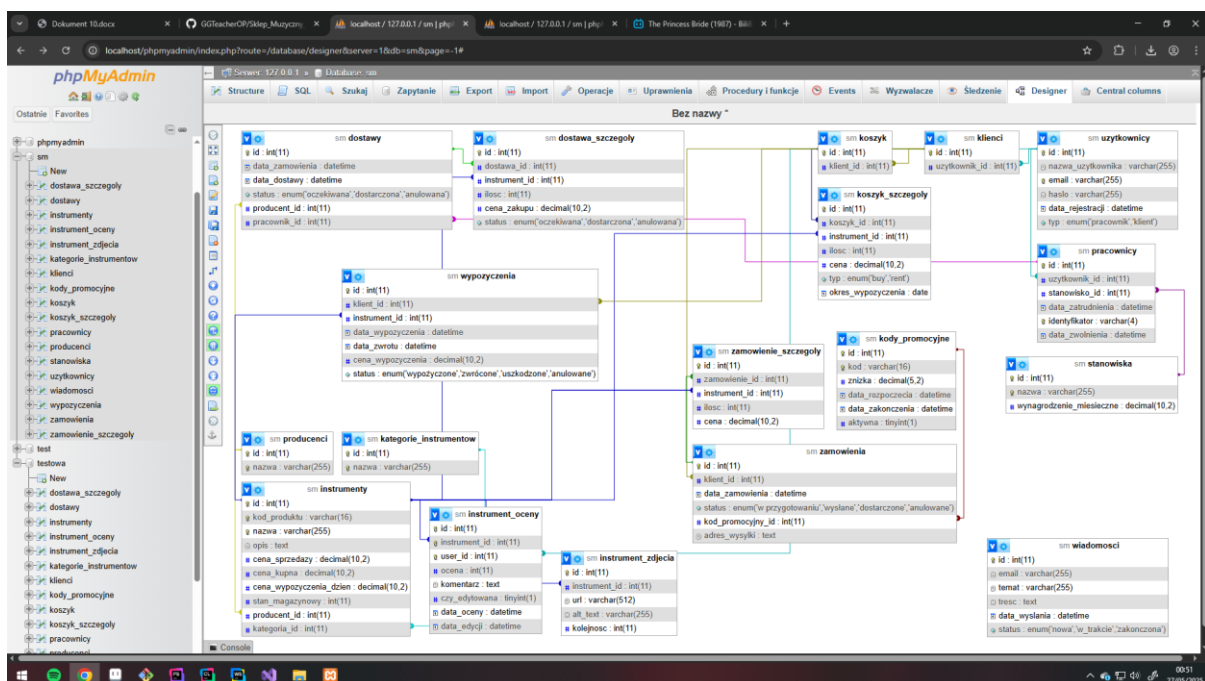 Dokument 10.docx
GGTeacherOP/Sklep_Muzyczny_
localhost / 127.0.0.1 / sm | php
localhost / 127.0.0.1 / sm | php
The Princess Bride (1987) - Bilil
localhost/phpmyadmin/index.php?route=/database/designer&server=1&db=sm&page=-1#
phpMyAdmin
Ostatnie Favorites
phpmyadmin
sm
New
dostawa_szczegoly
dostawy
instrumenty
instrument_oceny
instrument_zdjecia
kategorie_instrumentow
klienci
kody_promocyjne
koszyk
koszyk_szczegoly
pracownicy
producenci
stanowiska
uzytkownicy
wiadomosci
wypozyczenia
zamowienia
zamowienie_szczegoly
test
testowa
New
dostawa_szczegoly
dostawy
instrumenty
instrument_oceny
instrument_zdjecia
kategorie_instrumentow
klienci
kody_promocyjne
koszyk
koszyk_szczegoly
pracownicy
producenci
Server: 127.0.0.1 » Database: sm
Structure SQL Szukaj Zapytanie Export Import Operacje Uprawnienia Procedury i funkcje Events Wyzwalacze Śledzenie Designer Central columns
Bez nazwy *
sm dostawy
id : int(11)
data_zamowienia : datetime
data_dostawy : datetime
status : enum('oczekiwana','dostarczona','anulowana')
producent_id : int(11)
pracownik_id : int(11)
sm dostawa_szczegoly
id : int(11)
dostawa_id : int(11)
instrument_id : int(11)
ilosc : int(11)
cena_zakupu : decimal(10,2)
status : enum('oczekiwana','dostarczona','anulowana')
sm koszyk
id : int(11)
klient_id : int(11)
sm klienci
id : int(11)
uzytkownik_id : int(11)
sm uzytkownicy
id : int(11)
nazwa_uzytkownika : varchar(255)
email : varchar(255)
haslo : varchar(255)
data_rejestracji : datetime
typ : enum('pracownik','klient')
sm koszyk_szczegoly
id : int(11)
koszyk_id : int(11)
instrument_id : int(11)
ilosc : int(11)
cena : decimal(10,2)
typ : enum('buy','rent')
okres_wypozyczenia : date
sm pracownicy
id : int(11)
uzytkownik_id : int(11)
stanowisko_id : int(11)
data_zatrudnienia : datetime
identyfikator : varchar(4)
data_zwolnienia : datetime
sm wypozyczenia
id : int(11)
klient_id : int(11)
instrument_id : int(11)
data_wypozyczenia : datetime
data_zwrotu : datetime
cena_wypozyczenia : decimal(10,2)
status : enum('wypożyczone','zwrócone','uszkodzone','anulowane')
sm zamowienie_szczegoly
id : int(11)
zamowienie_id : int(11)
instrument_id : int(11)
ilosc : int(11)
cena : decimal(10,2)
sm kody_promocyjne
id : int(11)
kod : varchar(16)
znizka : decimal(5,2)
data_rozpoczecia : datetime
data_zakonczenia : datetime
aktywna : tinyint(1)
sm stanowiska
id : int(11)
nazwa : varchar(255)
wynagrodzenie_miesieczne : decimal(10,2)
sm producenci
id : int(11)
nazwa : varchar(255)
sm kategorie_instrumentow
id : int(11)
nazwa : varchar(255)
sm zamowienia
id : int(11)
klient_id : int(11)
data_zamowienia : datetime
status : enum('w przygotowaniu','wysłane','dostarczone','anulowane')
kod_promocyjny_id : int(11)
adres_wysylki : text
sm instrumenty
id : int(11)
kod_produktu : varchar(16)
nazwa : varchar(255)
opis : text
cena_sprzedazy : decimal(10,2)
cena_kupna : decimal(10,2)
cena_wypozyczenia_dzien : decimal(10,2)
stan_magazynowy : int(11)
producent_id : int(11)
kategoria_id : int(11)
sm instrument_oceny
id : int(11)
instrument_id : int(11)
user_id : int(11)
ocena : int(11)
komentarz : text
czy_edytowana : tinyint(1)
data_oceny : datetime
data_edycji : datetime
sm instrument_zdjecia
id : int(11)
instrument_id : int(11)
url : varchar(512)
alt_text : varchar(255)
kolejnosc : int(11)
sm wiadomosci
id : int(11)
email : varchar(255)
temat : varchar(255)
tresc : text
data_wyslania : datetime
status : enum('nowa','w_trakcie','zakonczona')
Console
00:51
27/05/2025